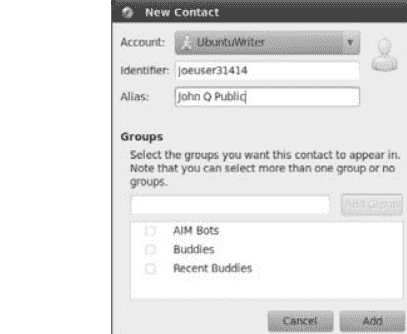 New Contact
Account: UbuntuWriter
Identifier: joeuser31414
Alias: John Q Public
Groups
Select the groups you want this contact to appear in.
Note that you can select more than one group or no
groups.
Add Group
AIM Bots
Buddies
Recent Buddies
Cancel Add